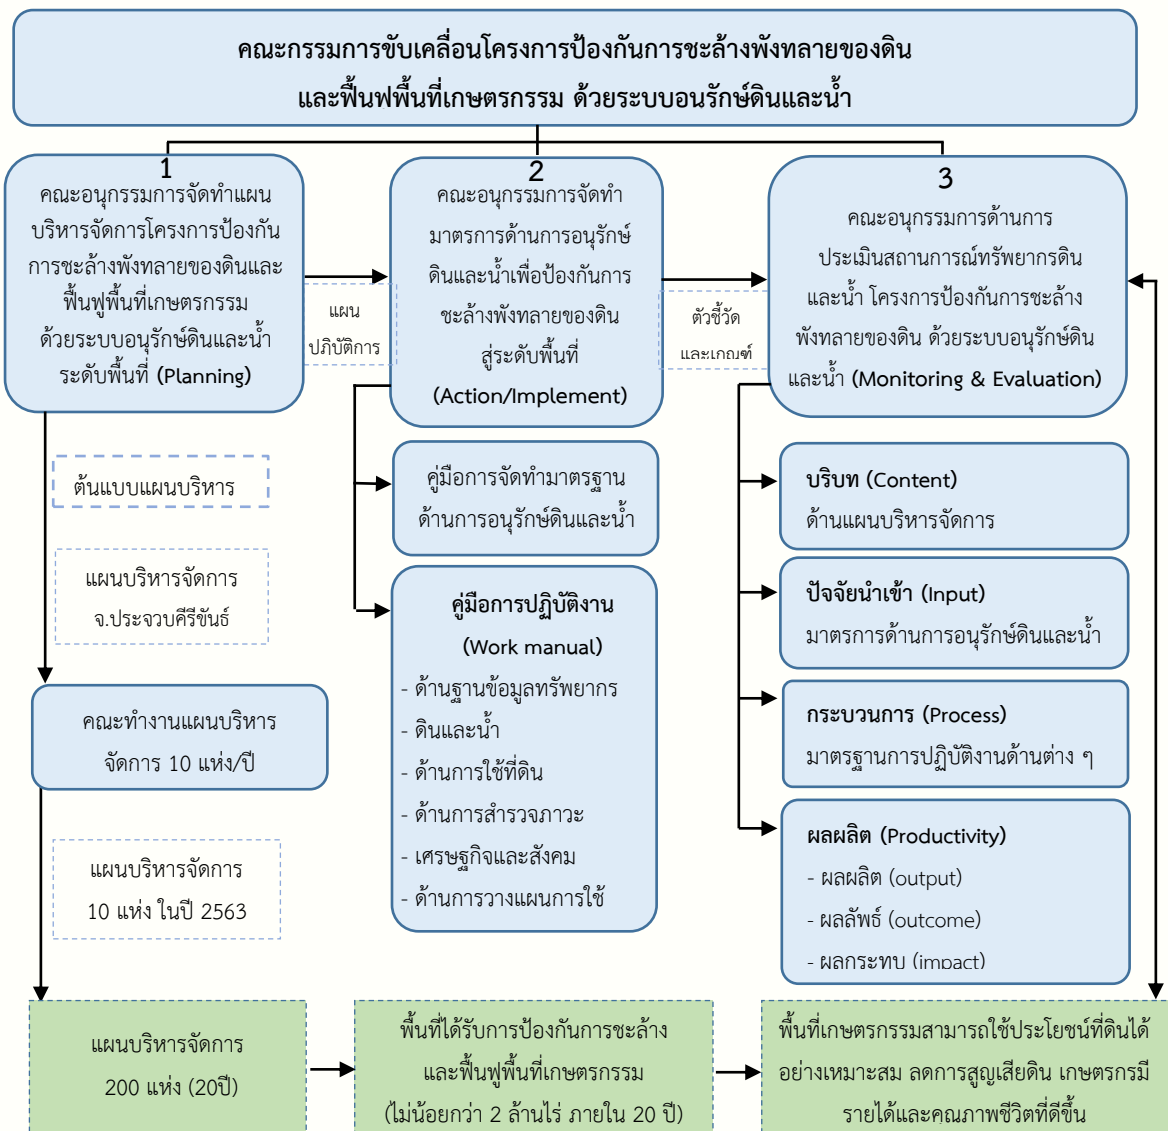 คณะกรรมการขับเคลื่อนโครงการป้องกันการชะล้างพังทลายของดิน
และฟื้นฟพื้นที่เกษตรกรรม ด้วยระบบอนรักษ์ดินและน้ำ
1
คณะอนุกรรมการจัดทำแผน
บริหารจัดการโครงการป้องกัน
การชะล้างพังทลายของดินและ
ฟื้นฟูพื้นที่เกษตรกรรม
ด้วยระบบอนุรักษ์ดินและน้ำ
ระดับพื้นที่ (Planning)
แผน
ปฏิบัติการ
2
คณะอนุกรรมการจัดทำ
มาตรการด้านการอนุรักษ์
ดินและน้ำเพื่อป้องกันการ
ชะล้างพังทลายของดิน
สู่ระดับพื้นที่
(Action/Implement)
ตัวชี้วัด
และเกณฑ์
3
คณะอนุกรรมการด้านการ
ประเมินสถานการณ์ทรัพยากรดิน
และน้ำ โครงการป้องกันการชะล้าง
พังทลายของดิน ด้วยระบบอนุรักษ์ดิน
และน้ำ (Monitoring & Evaluation)
ต้นแบบแผนบริหาร
แผนบริหารจัดการ
จ.ประจวบคีรีขันธ์
คณะทำงานแผนบริหาร
จัดการ 10 แห่ง/ปี
แผนบริหารจัดการ
10 แห่ง ในปี 2563
คู่มือการจัดทำมาตรฐาน
ด้านการอนุรักษ์ดินและน้ำ
คู่มือการปฏิบัติงาน
(Work manual)
- ด้านฐานข้อมูลทรัพยากร
- ดินและน้ำ
- ด้านการใช้ที่ดิน
- ด้านการสำรวจภาวะ
- เศรษฐกิจและสังคม
- ด้านการวางแผนการใช้
บริบท (Content)
ด้านแผนบริหารจัดการ
ปัจจัยนำเข้า (Input)
มาตรการด้านการอนุรักษ์ดินและน้ำ
กระบวนการ (Process)
มาตรฐานการปฏิบัติงานด้านต่าง ๆ
ผลผลิต (Productivity)
- ผลผลิต (output)
- ผลลัพธ์ (outcome)
- ผลกระทบ (impact)
แผนบริหารจัดการ
200 แห่ง (20ปี)
พื้นที่ได้รับการป้องกันการชะล้าง
และฟื้นฟูพื้นที่เกษตรกรรม
(ไม่น้อยกว่า 2 ล้านไร่ ภายใน 20 ปี)
พื้นที่เกษตรกรรมสามารถใช้ประโยชน์ที่ดินได้
อย่างเหมาะสม ลดการสูญเสียดิน เกษตรกรมี
รายได้และคุณภาพชีวิตที่ดีขึ้น